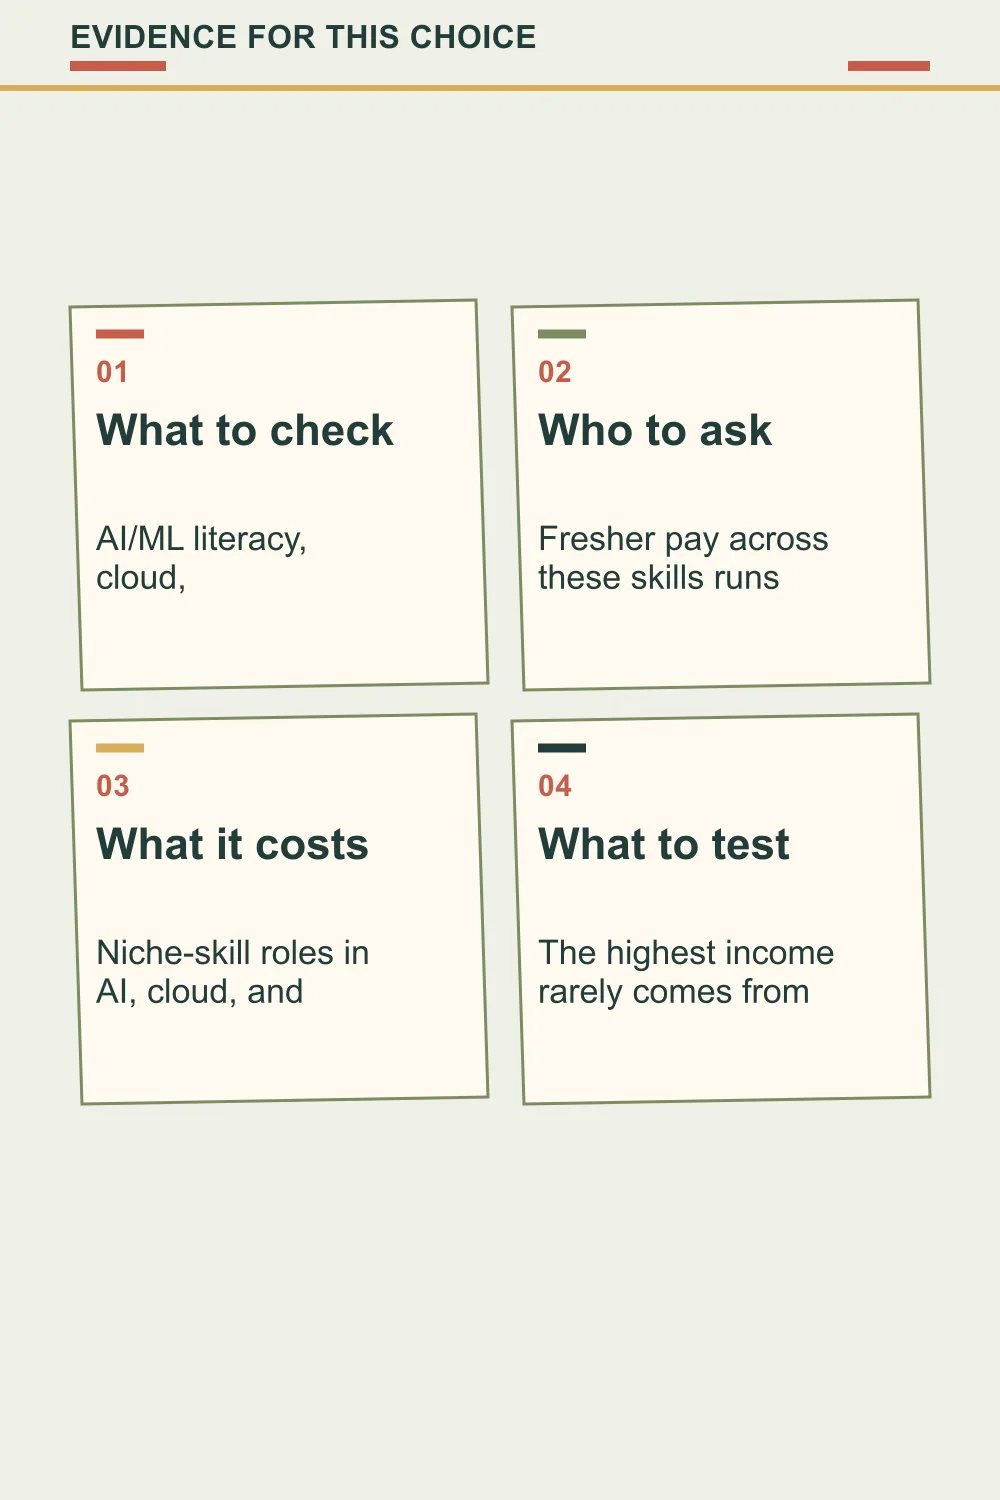 EVIDENCE FOR THIS CHOICE
01
What to check
AI/ML literacy,
cloud,
02
Who to ask
Fresher pay across
these skills runs
03
What it costs
Niche-skill roles in
AI, cloud, and
04
What to test
The highest income
rarely comes from